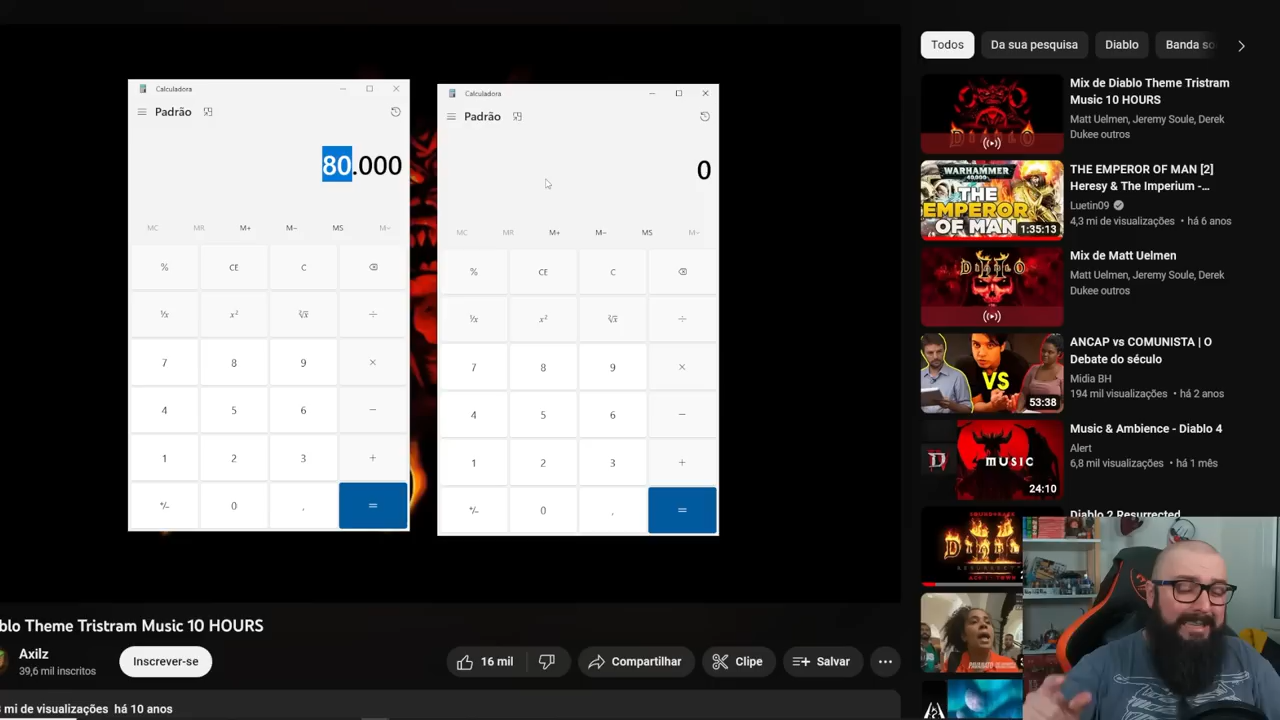 Todos
Da sua pesquisa
Diablo
Banda so
Calculadora
Padrão
80.000
MC
MR
M+
M−
MS
M˅
%
CE
C
⌫
¹⁄x
x²
²√x
÷
7
8
9
×
4
5
6
−
1
2
3
+
⁺⁄₋
0
,
=
Calculadora
Padrão
0
MC
MR
M+
M−
MS
M˅
%
CE
C
⌫
¹⁄x
x²
²√x
÷
7
8
9
×
4
5
6
−
1
2
3
+
⁺⁄₋
0
,
=
DIABLO
Mix de Diablo Theme Tristram
Music 10 HOURS
Matt Uelmen, Jeremy Soule, Derek
Dukee outros
WARHAMMER
40,000
THE
EMPEROR
OF MAN
1:35:13
THE EMPEROR OF MAN [2]
Heresy & The Imperium -...
Luetin09
4,3 mi de visualizações • há 6 anos
DIABLO
Mix de Matt Uelmen
Matt Uelmen, Jeremy Soule, Derek
Dukee outros
VS
53:38
ANCAP vs COMUNISTA | O
Debate do século
Mídia BH
194 mil visualizações • há 2 anos
D
MUSIC
24:10
Music & Ambience - Diablo 4
Alert
6,8 mil visualizações • há 1 mês
Diablo 2 Resurrected
blo Theme Tristram Music 10 HOURS
Axilz
39,6 mil inscritos
Inscrever-se
16 mil
Compartilhar
Clipe
Salvar
mi de visualizações há 10 anos